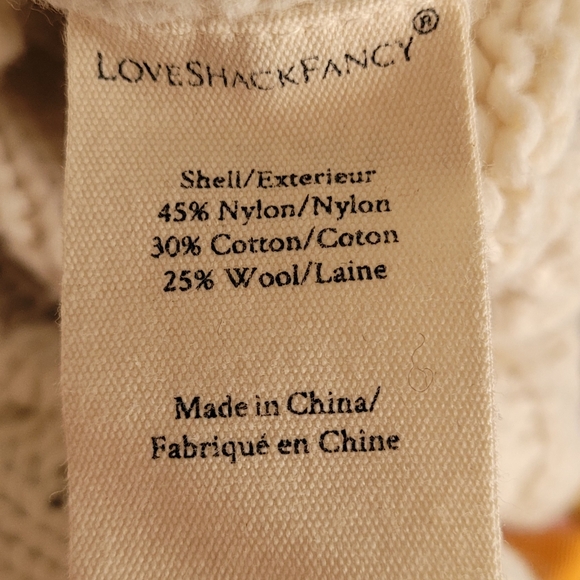 LOVESHACKFANCY®
Shell/Exterieur
45% Nylon/Nylon
30% Cotton/Coton
25% Wool/Laine
Made in China/
Fabriqué en Chine